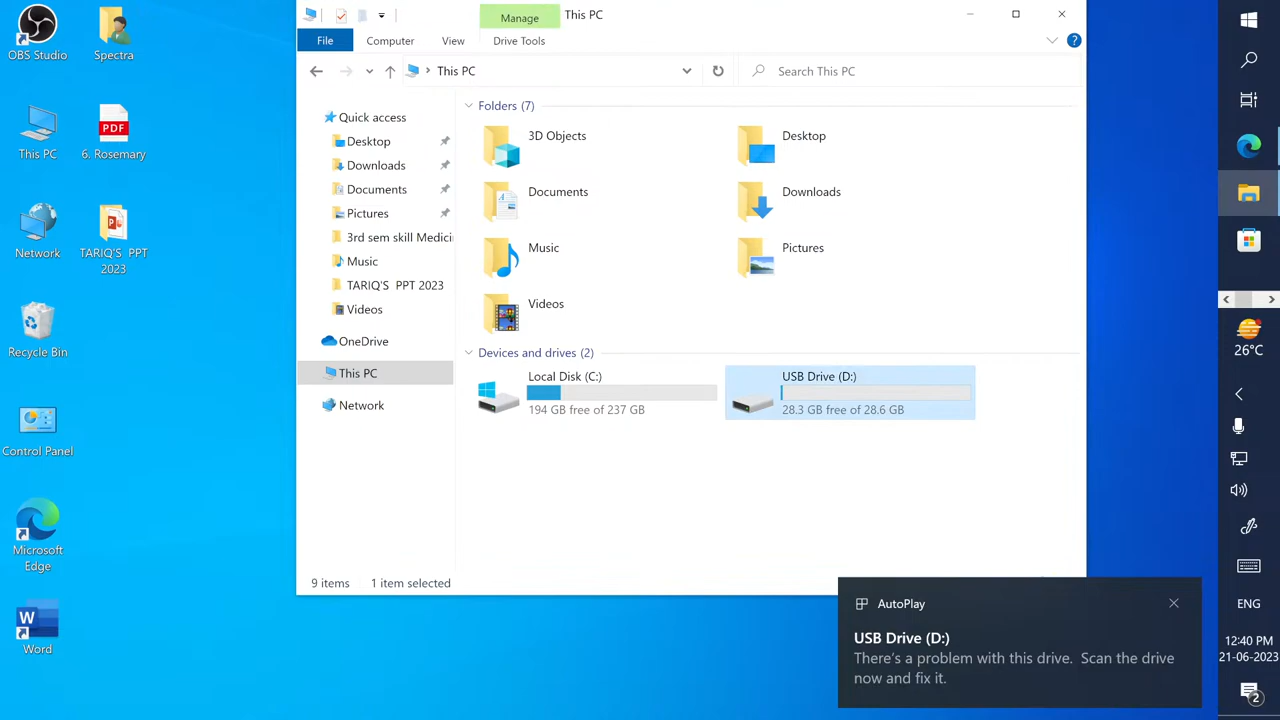 OBS Studio
Spectra
This PC
PDF
6. Rosemary
Network
TARIQ'S PPT
2023
Recycle Bin
Control Panel
Microsoft
Edge
W
Word
Manage
This PC
File
Computer
View
Drive Tools
This PC
Search This PC
Quick access
Desktop
Downloads
Documents
Pictures
3rd sem skill Medicin
Music
TARIQ'S PPT 2023
Videos
OneDrive
This PC
Network
Folders (7)
3D Objects
Desktop
Documents
Downloads
Music
Pictures
Videos
Devices and drives (2)
Local Disk (C:)
194 GB free of 237 GB
USB Drive (D:)
28.3 GB free of 28.6 GB
9 items
1 item selected
AutoPlay
USB Drive (D:)
There's a problem with this drive. Scan the drive
now and fix it.
26°C
ENG
12:40 PM
21-06-2023
2